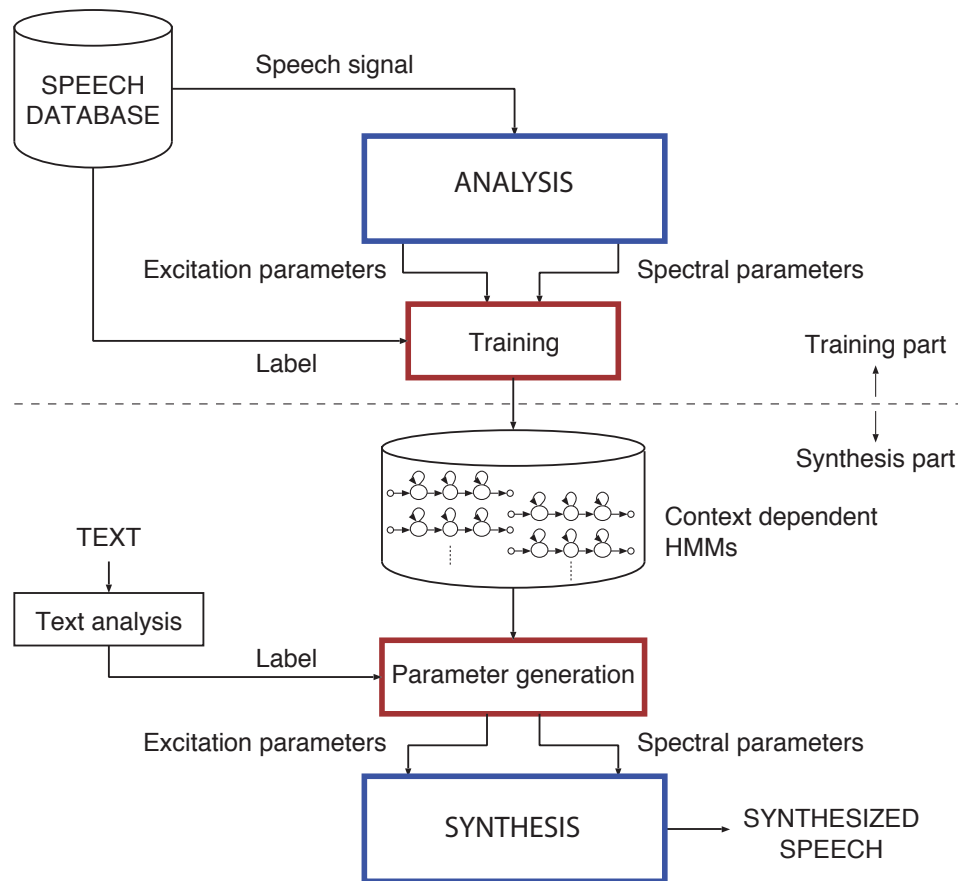 Speech signal
SPEECH
DATABASE
ANALYSIS
Excitation parameters
Spectral parameters
Training
Label
Training part
Synthesis part
Context dependent
HMMs
TEXT
Text analysis
Label
Parameter generation
Excitation parameters
Spectral parameters
SYNTHESIS
SYNTHESIZED
SPEECH